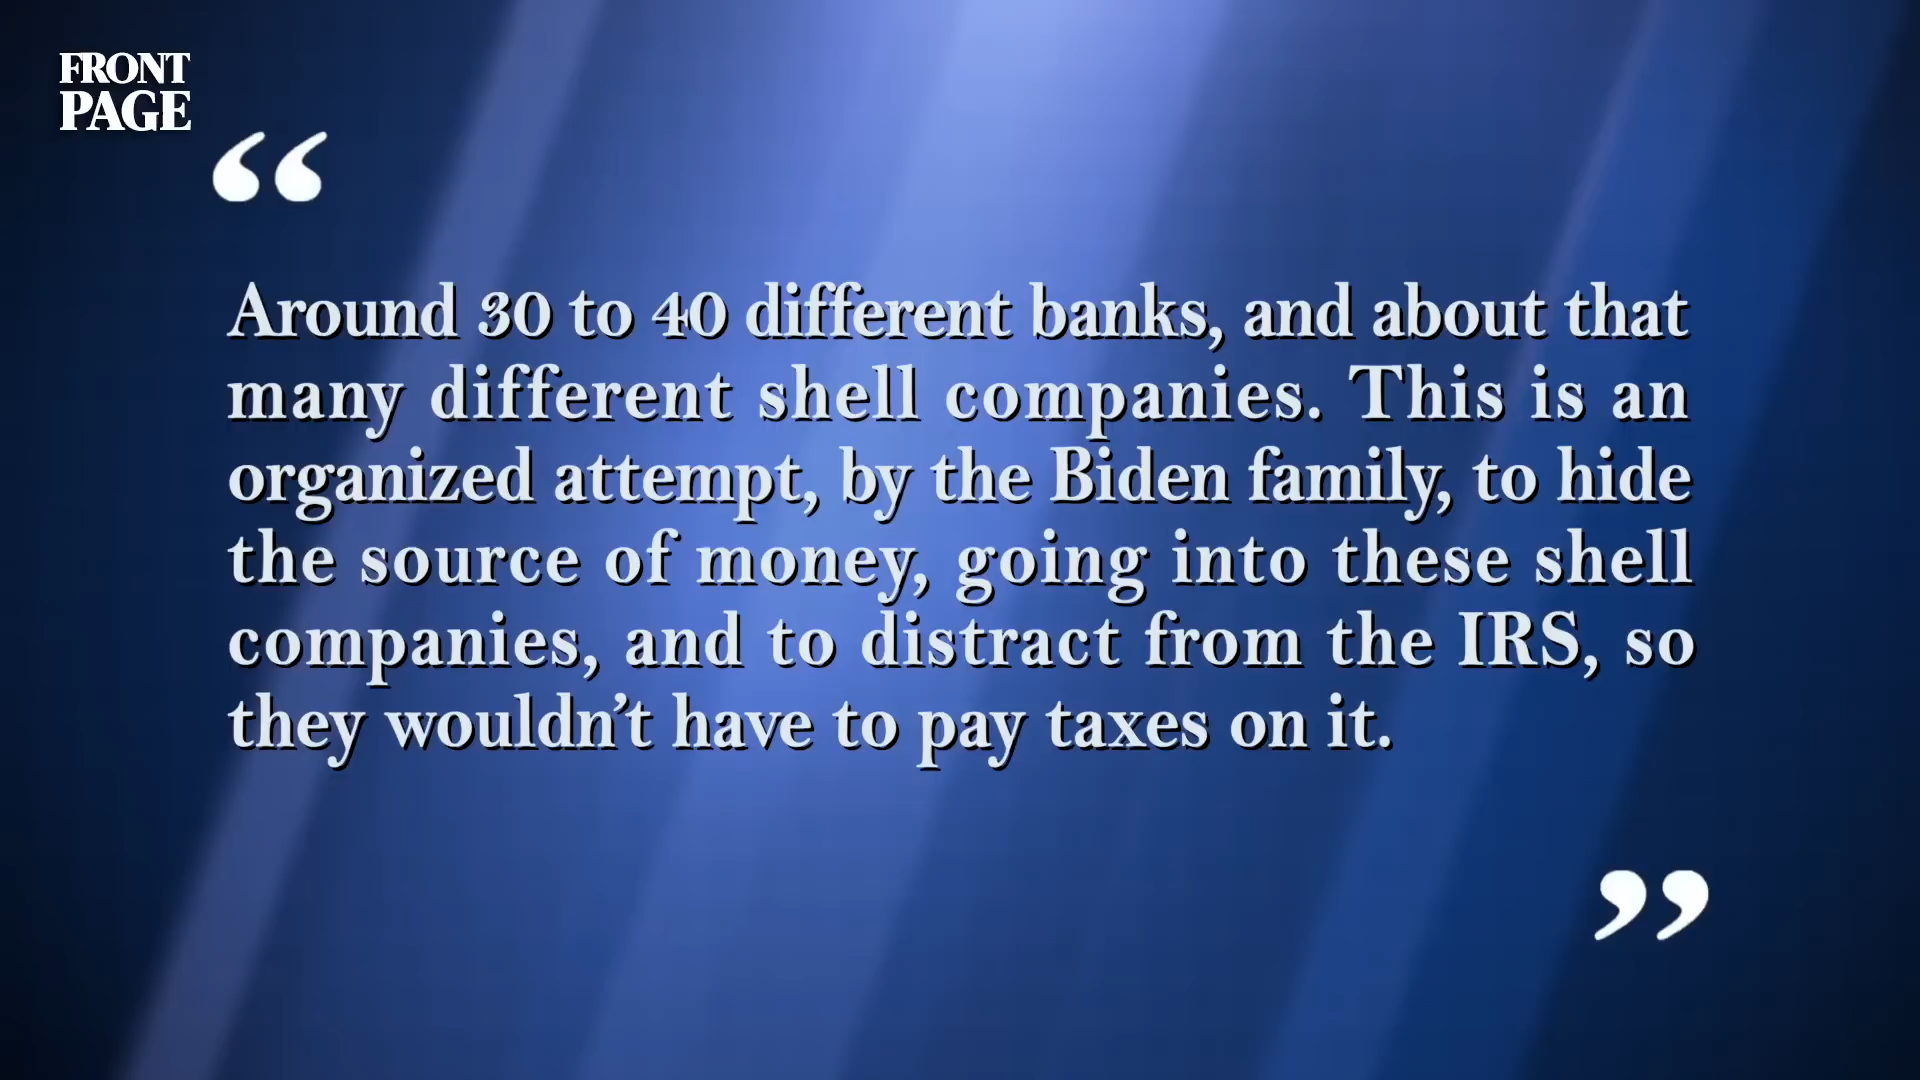 FRONT
PAGE
“
Around 30 to 40 different banks, and about that
many different shell companies. This is an
organized attempt, by the Biden family, to hide
the source of money, going into these shell
companies, and to distract from the IRS, so
they wouldn’t have to pay taxes on it.
”